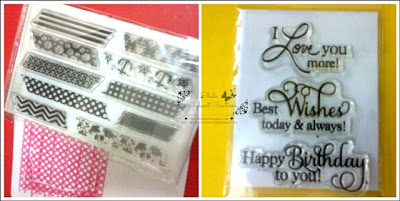 I Love you
more!
Best Wishes
today & always!
Happy Birthday
to you!